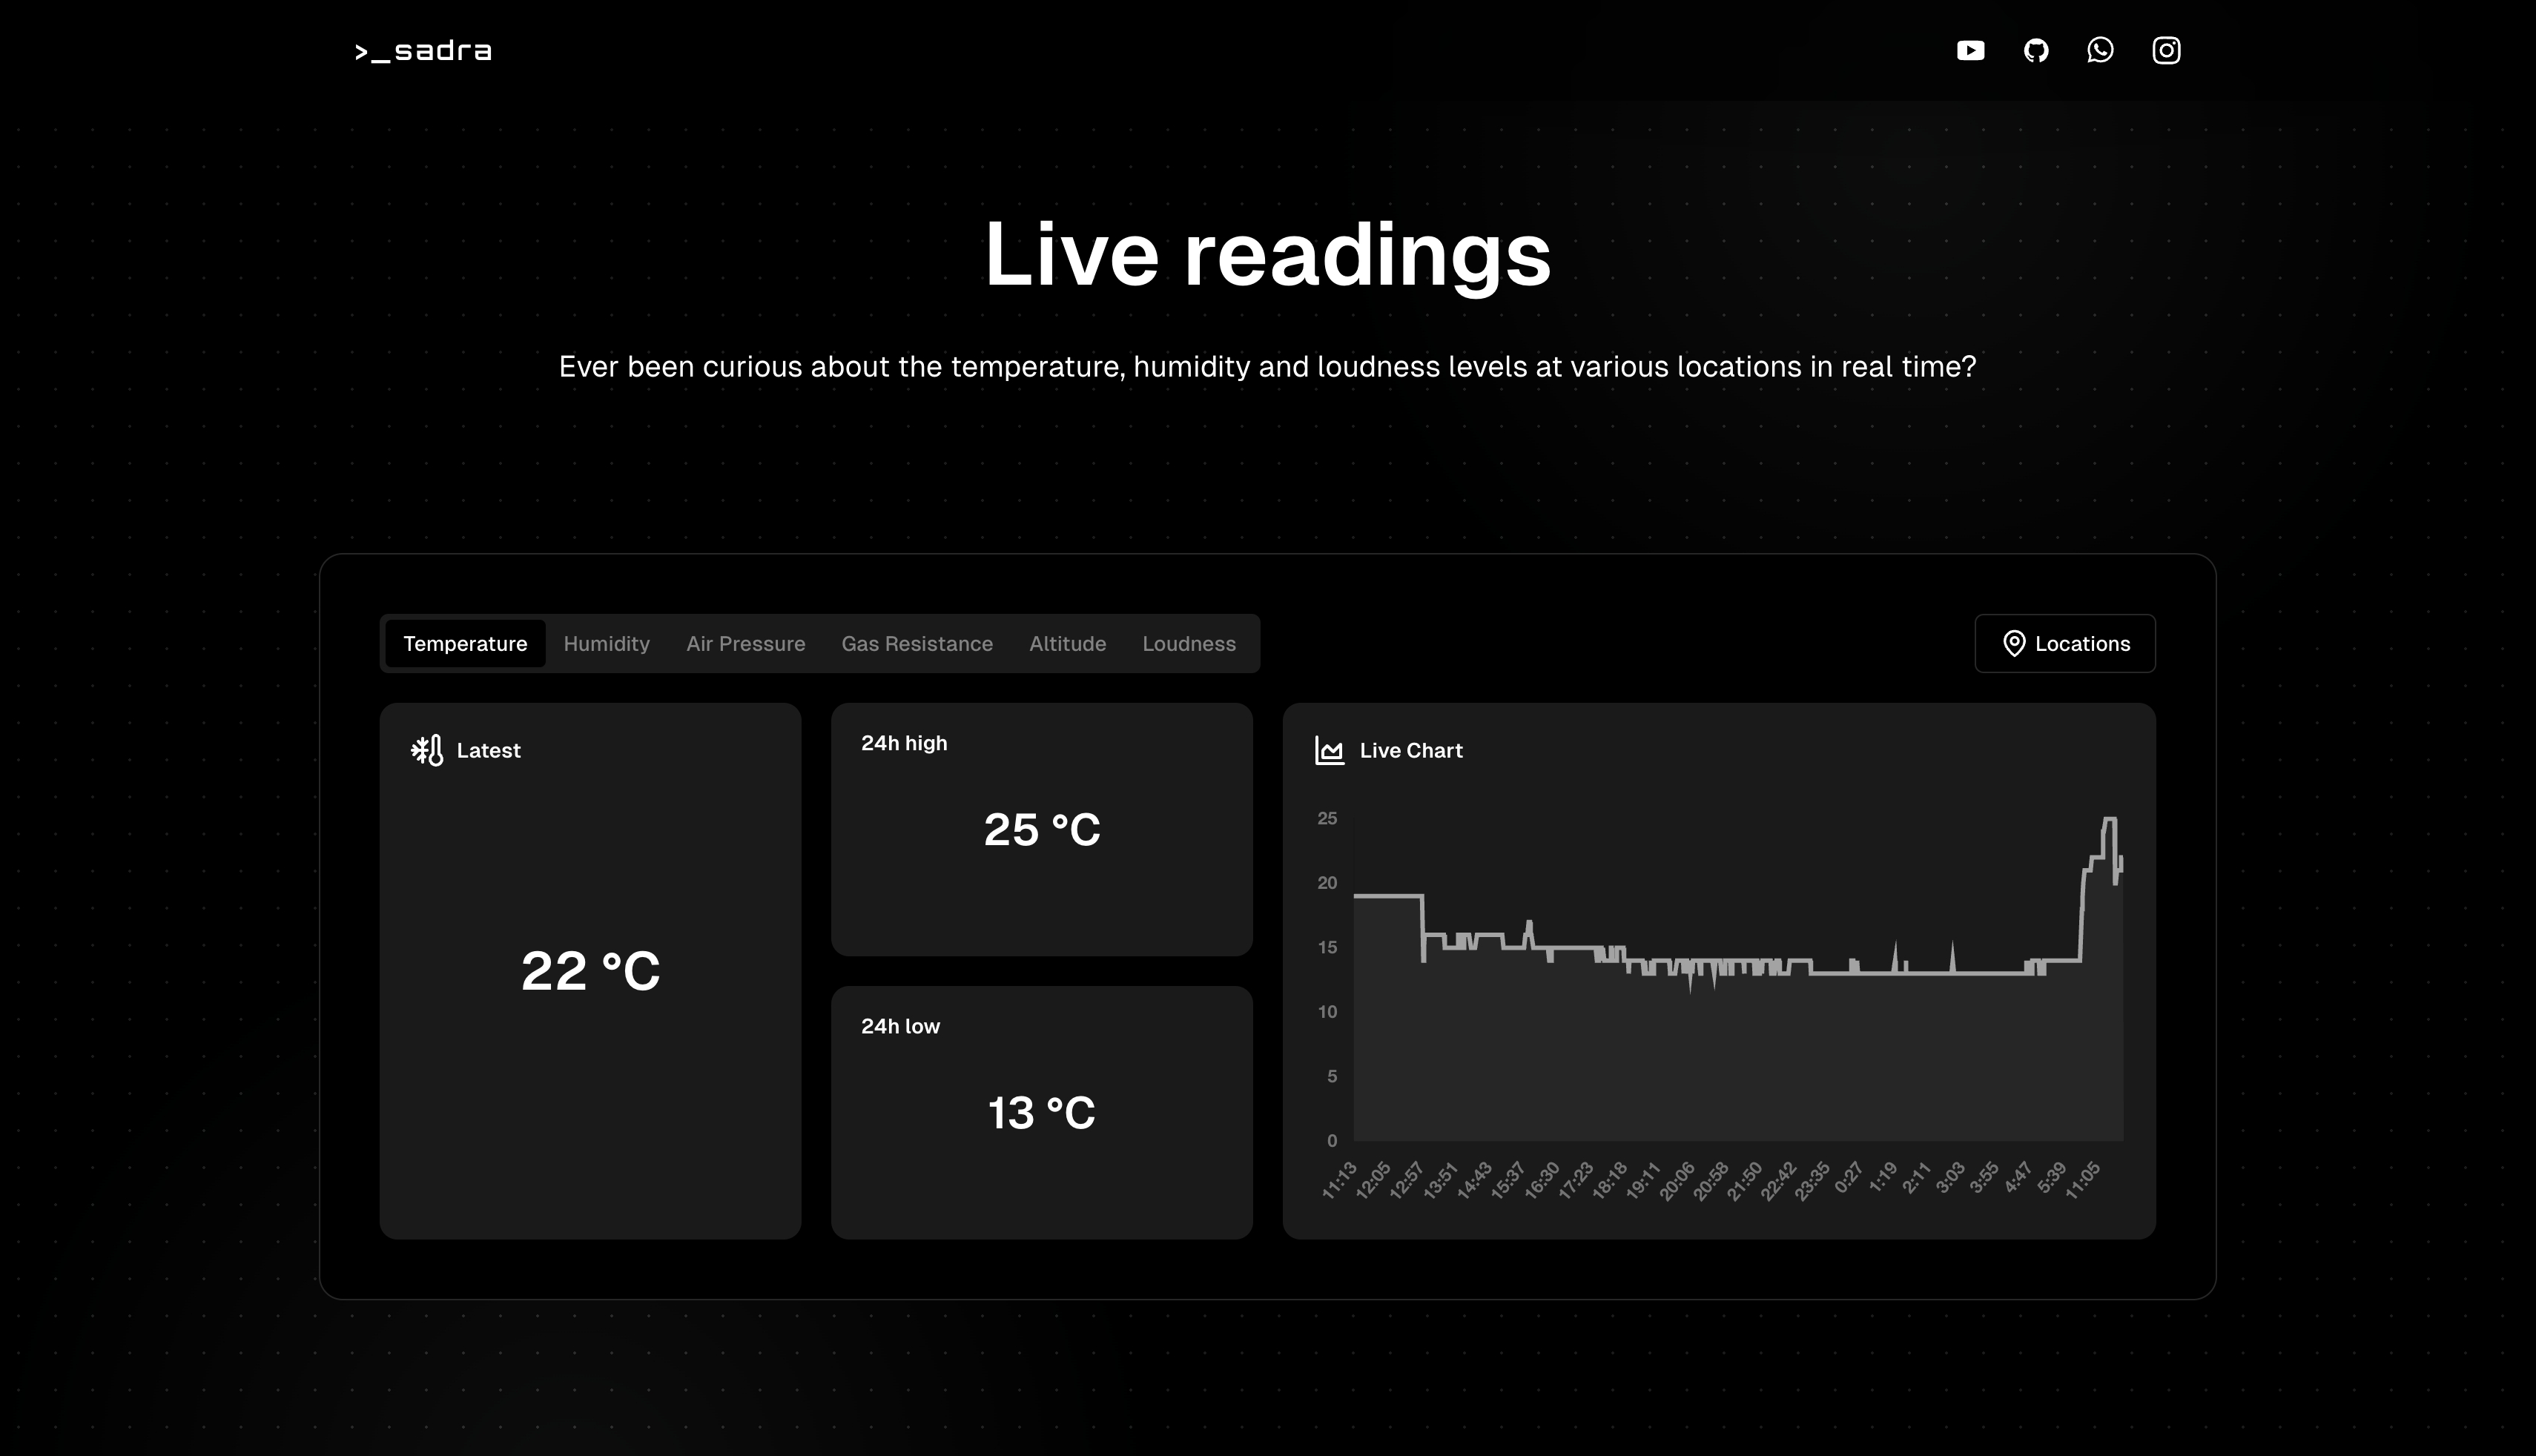 >_sadra
Live readings
Ever been curious about the temperature, humidity and loudness levels at various locations in real time?
Temperature Humidity Air Pressure Gas Resistance Altitude Loudness
Locations
Latest
22 °C
24h high
25 °C
24h low
13 °C
Live Chart
25
20
15
10
5
0
11:13 12:05 12:57 13:51 14:43 15:37 16:30 17:23 18:18 19:11 20:06 20:58 21:50 22:42 23:35 0:27 1:19 2:11 3:03 3:55 4:47 5:39 11:05